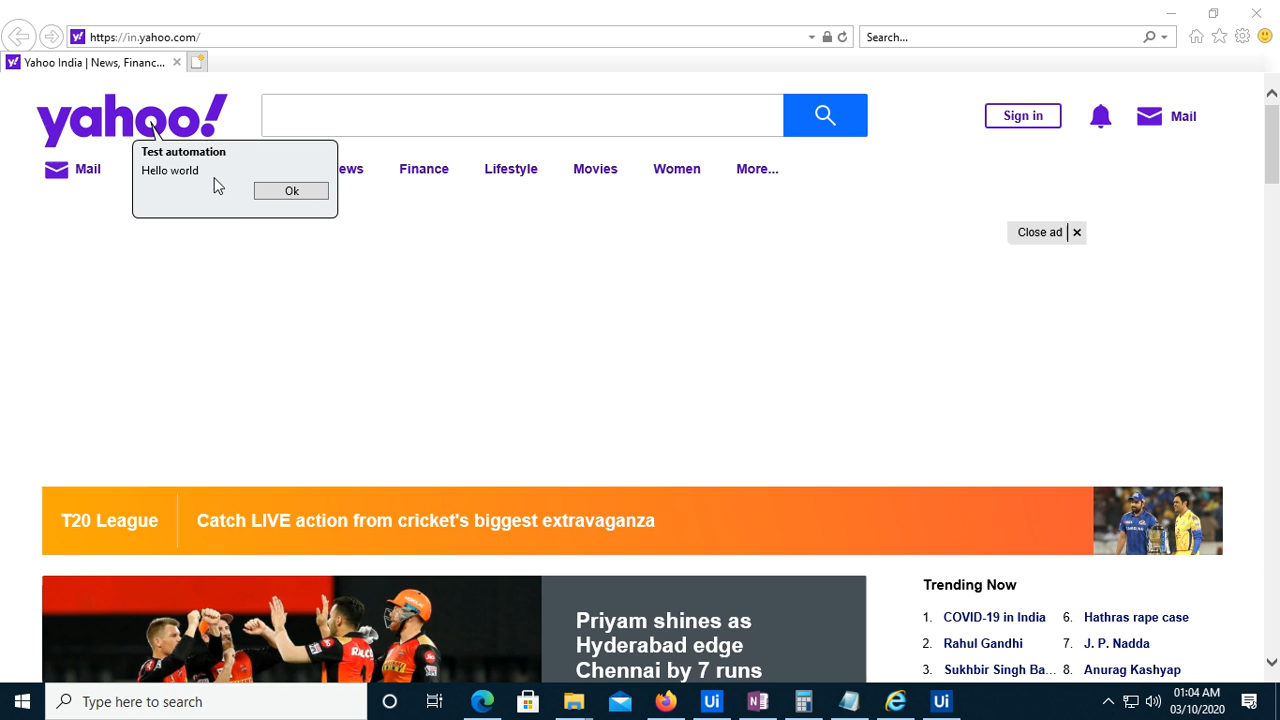 https://in.yahoo.com/
Search...
Yahoo India | News, Financ...
yahoo!
Sign in
Mail
Test automation
Hello world
Ok
Mail
ews
Finance
Lifestyle
Movies
Women
More...
Close ad
T20 League
Catch LIVE action from cricket's biggest extravaganza
Priyam shines as
Hyderabad edge
Chennai by 7 runs
Trending Now
1. COVID-19 in India
6. Hathras rape case
2. Rahul Gandhi
7. J. P. Nadda
3. Sukhbir Singh Ba...
8. Anurag Kashyap
Type here to search
Ui
Ui
01:04 AM
03/10/2020